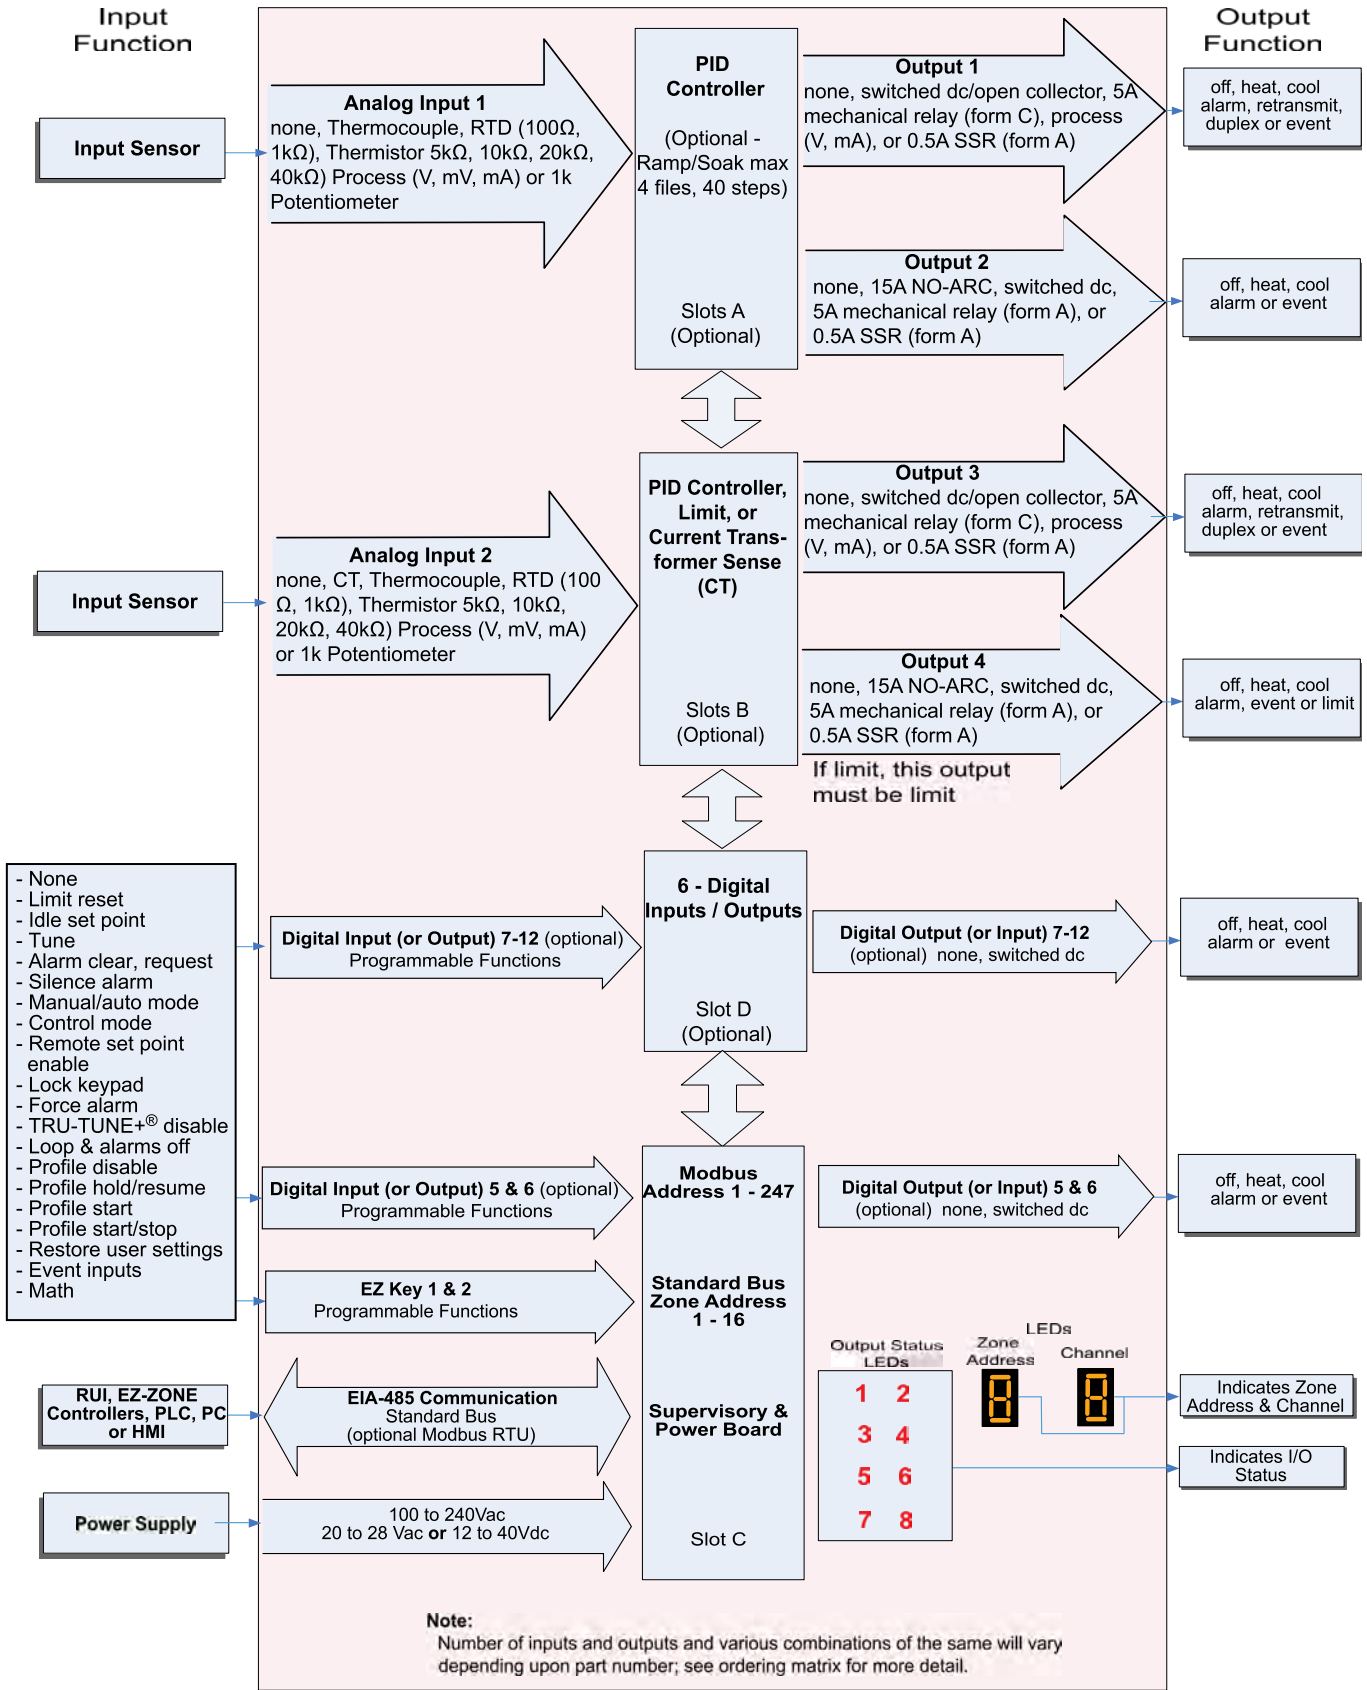 Input
Function
Output
Function
Input Sensor
Analog Input 1
none, Thermocouple, RTD (100Ω,
1kΩ), Thermistor 5kΩ, 10kΩ, 20kΩ,
40kΩ) Process (V, mV, mA) or 1k
Potentiometer
PID
Controller
(Optional -
Ramp/Soak max
4 files, 40 steps)
Slots A
(Optional)
Output 1
none, switched dc/open collector, 5A
mechanical relay (form C), process
(V, mA), or 0.5A SSR (form A)
off, heat, cool
alarm, retransmit,
duplex or event
Output 2
none, 15A NO-ARC, switched dc,
5A mechanical relay (form A), or
0.5A SSR (form A)
off, heat, cool
alarm or event
Input Sensor
Analog Input 2
none, CT, Thermocouple, RTD (100
Ω, 1kΩ), Thermistor 5kΩ, 10kΩ,
20kΩ, 40kΩ) Process (V, mV, mA)
or 1k Potentiometer
PID Controller,
Limit, or
Current Trans-
former Sense
(CT)
Slots B
(Optional)
Output 3
none, switched dc/open collector, 5A
mechanical relay (form C), process
(V, mA), or 0.5A SSR (form A)
off, heat, cool
alarm, retransmit,
duplex or event
Output 4
none, 15A NO-ARC, switched dc,
5A mechanical relay (form A), or
0.5A SSR (form A)
If limit, this output
must be limit
off, heat, cool
alarm, event or limit
- None
- Limit reset
- Idle set point
- Tune
- Alarm clear, request
- Silence alarm
- Manual/auto mode
- Control mode
- Remote set point
enable
- Lock keypad
- Force alarm
- TRU-TUNE+® disable
- Loop & alarms off
- Profile disable
- Profile hold/resume
- Profile start
- Profile start/stop
- Restore user settings
- Event inputs
- Math
Digital Input (or Output) 7-12 (optional)
Programmable Functions
6 - Digital
Inputs / Outputs
Slot D
(Optional)
Digital Output (or Input) 7-12
(optional) none, switched dc
off, heat, cool
alarm or event
Digital Input (or Output) 5 & 6 (optional)
Programmable Functions
EZ Key 1 & 2
Programmable Functions
Modbus
Address 1 - 247
Standard Bus
Zone Address
1 - 16
Supervisory &
Power Board
Slot C
Digital Output (or Input) 5 & 6
(optional) none, switched dc
off, heat, cool
alarm or event
RUI, EZ-ZONE
Controllers, PLC, PC
or HMI
EIA-485 Communication
Standard Bus
(optional Modbus RTU)
Power Supply
100 to 240Vac
20 to 28 Vac or 12 to 40Vdc
Output Status
LEDs
1 2
3 4
5 6
7 8
LEDs
Zone
Address
Channel
8
8
Indicates Zone
Address & Channel
Indicates I/O
Status
Note:
Number of inputs and outputs and various combinations of the same will vary
depending upon part number; see ordering matrix for more detail.